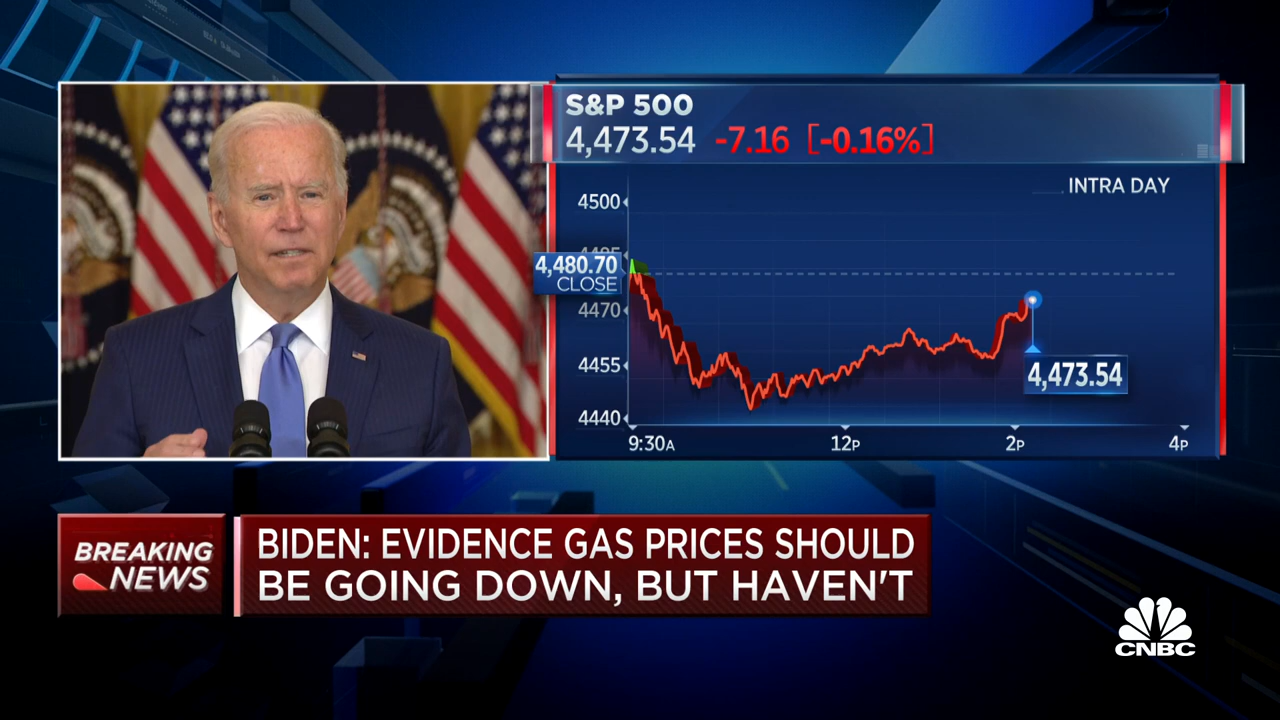 S&P 500
4,473.54 -7.16 [-0.16%]
INTRA DAY
4500
4485
4,480.70
CLOSE
4470
4455
4440
4,473.54
9:30A 12P 2P 4P
BREAKING
NEWS
BIDEN: EVIDENCE GAS PRICES SHOULD
BE GOING DOWN, BUT HAVEN'T
CNBC